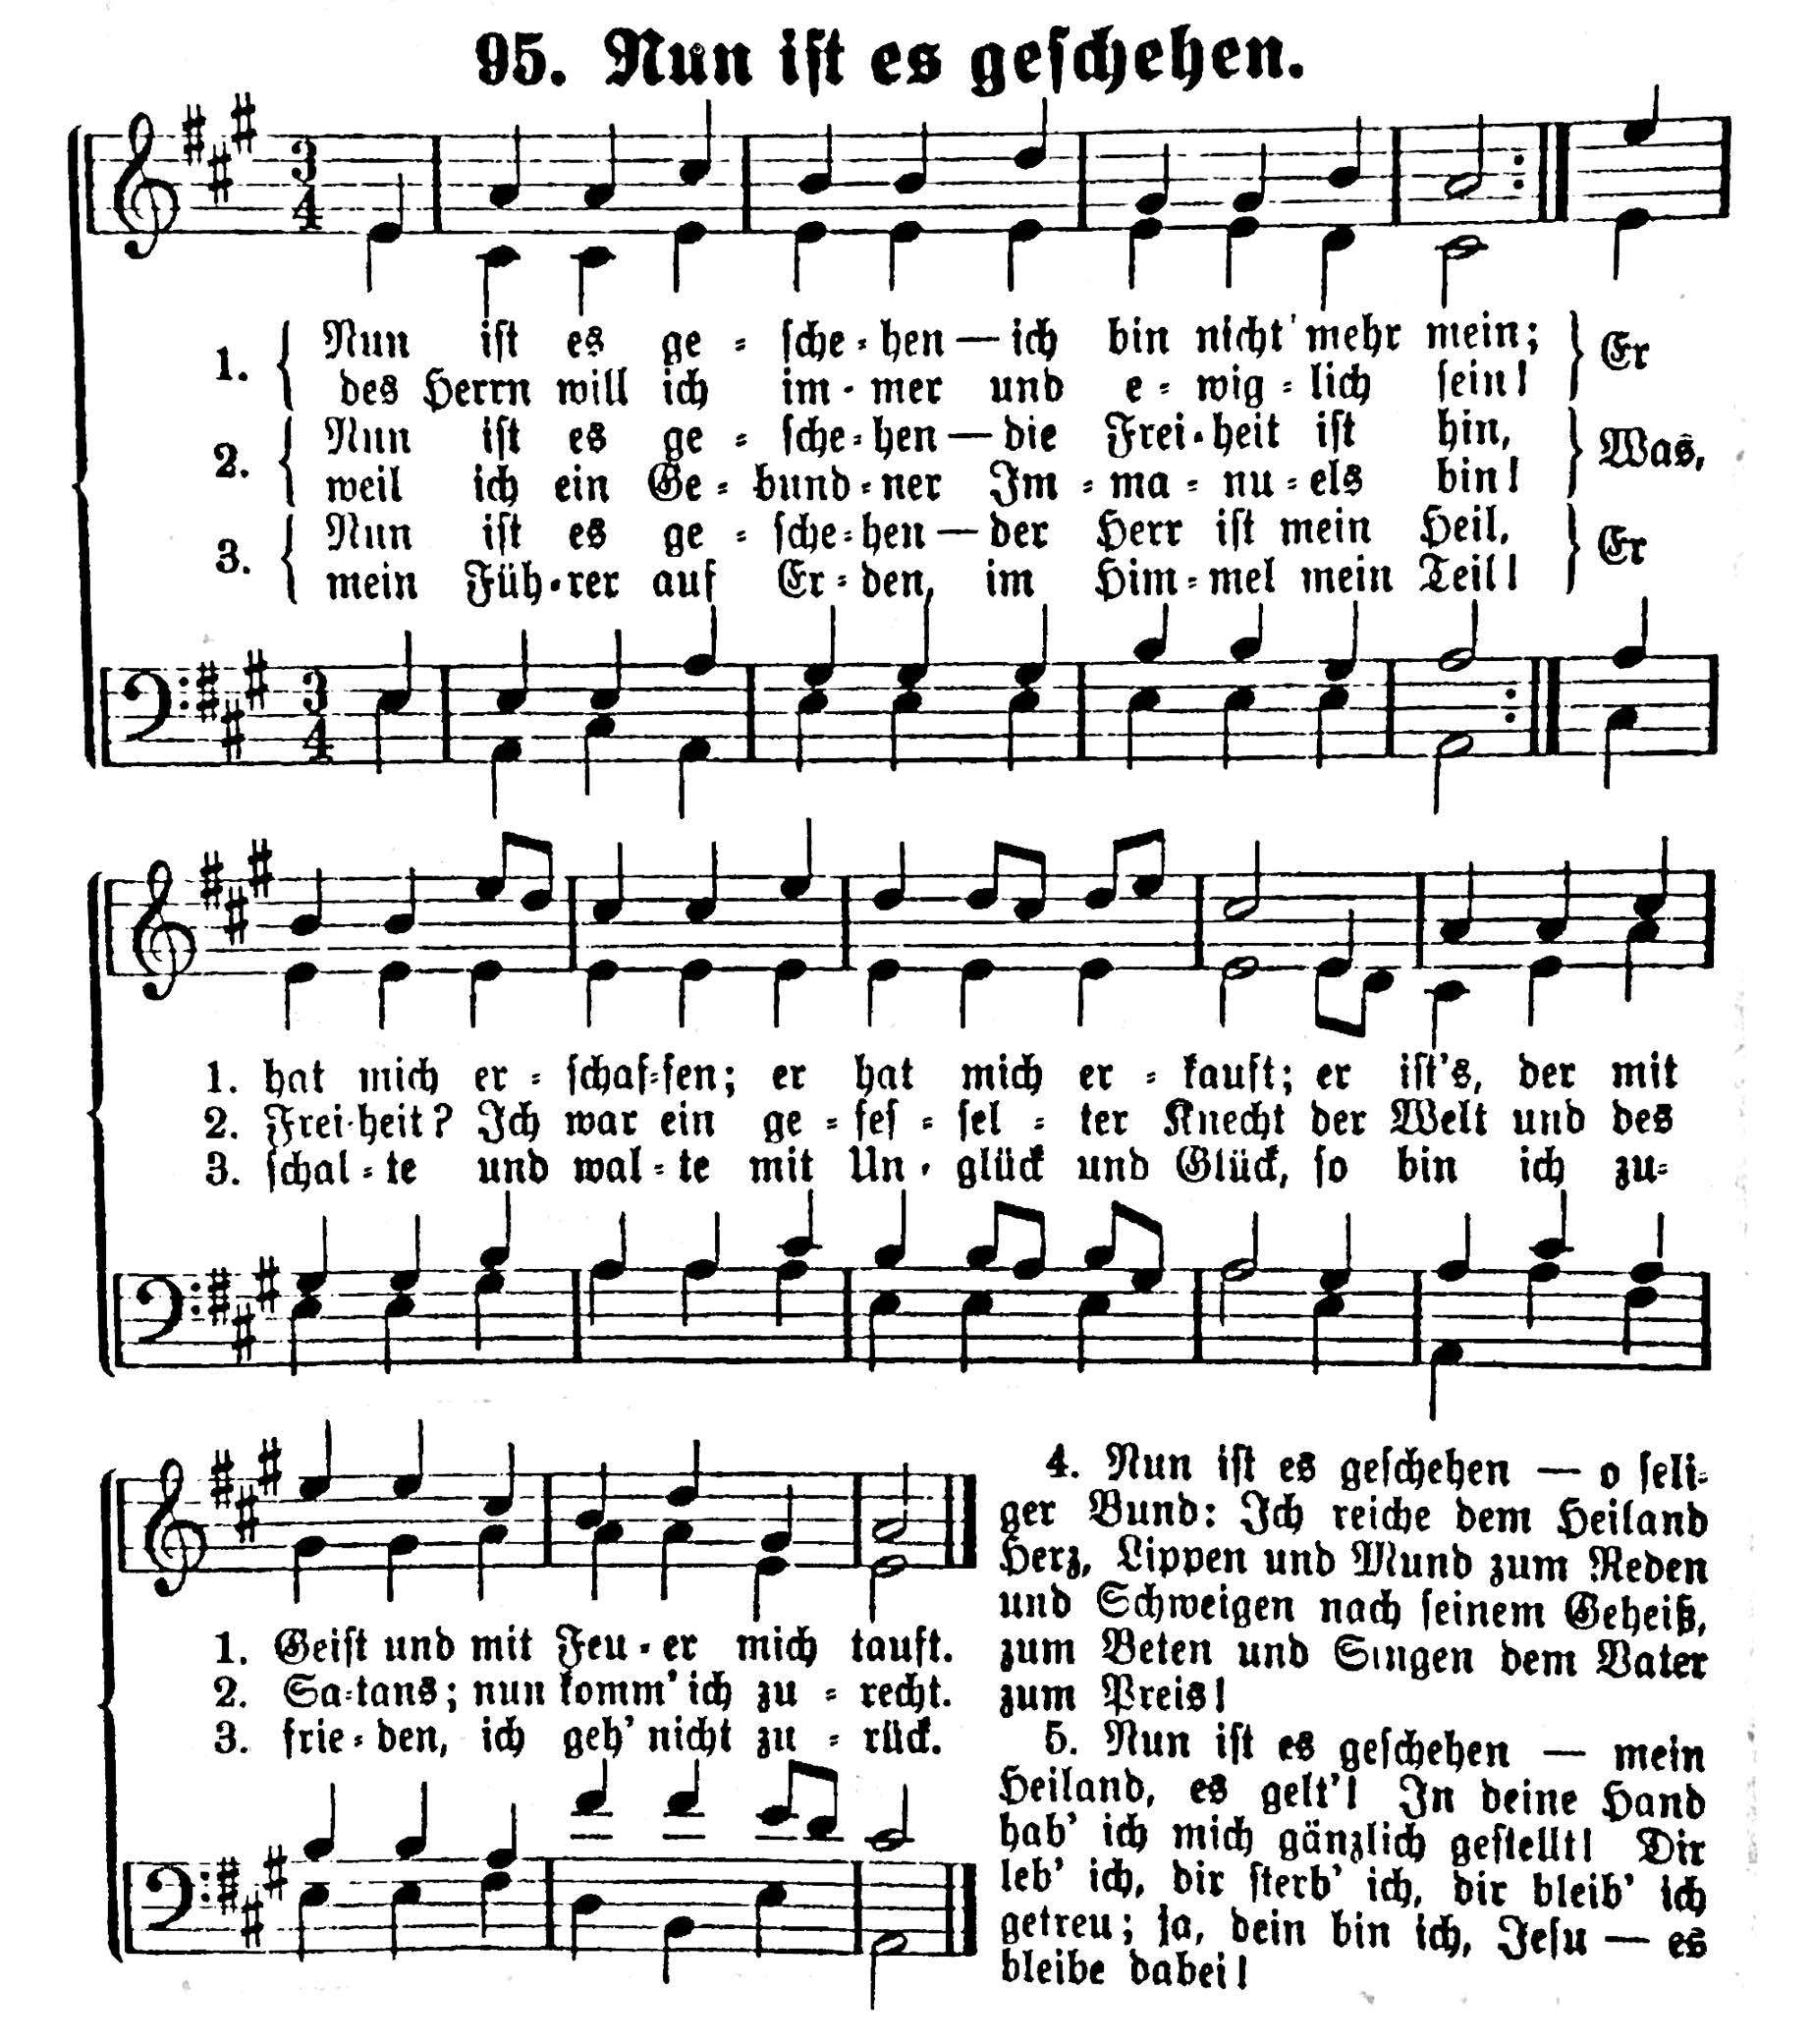 95. Nun ist es geschehen.
3
4
1. { Nun ist es ge - sche - hen — ich bin nicht mehr mein; } Er
des Herrn will ich im - mer und e - wig - lich sein!
2. { Nun ist es ge - sche - hen — die Frei - heit ist hin, } Was,
weil ich ein Ge - bund - ner Im - ma - nu - els bin!
3. { Nun ist es ge - sche - hen — der Herr ist mein Heil, } Er
mein Füh - rer auf Er - den, im Him - mel mein Teil!
3
4
1. hat mich er - schaf - fen; er hat mich er - kauft; er ist's, der mit
2. Frei - heit? Ich war ein ge - fes - sel - ter Knecht der Welt und des
3. schal - te und wal - te mit Un - glück und Glück, so bin ich zu -
1. Geist und mit Feu - er mich tauft.
2. Sa - tans; nun komm' ich zu - recht.
3. frie - den, ich geh' nicht zu - rück.
4. Nun ist es geschehen — o seli-
ger Bund: Ich reiche dem Heiland
Herz, Lippen und Mund zum Reden
und Schweigen nach seinem Geheiß,
zum Beten und Singen dem Vater
zum Preis!
5. Nun ist es geschehen — mein
Heiland, es gelt'! In deine Hand
hab' ich mich gänzlich gestellt! Dir
leb' ich, dir sterb' ich, dir bleib' ich
getreu; ja, dein bin ich, Jesu — es
bleibe dabei!